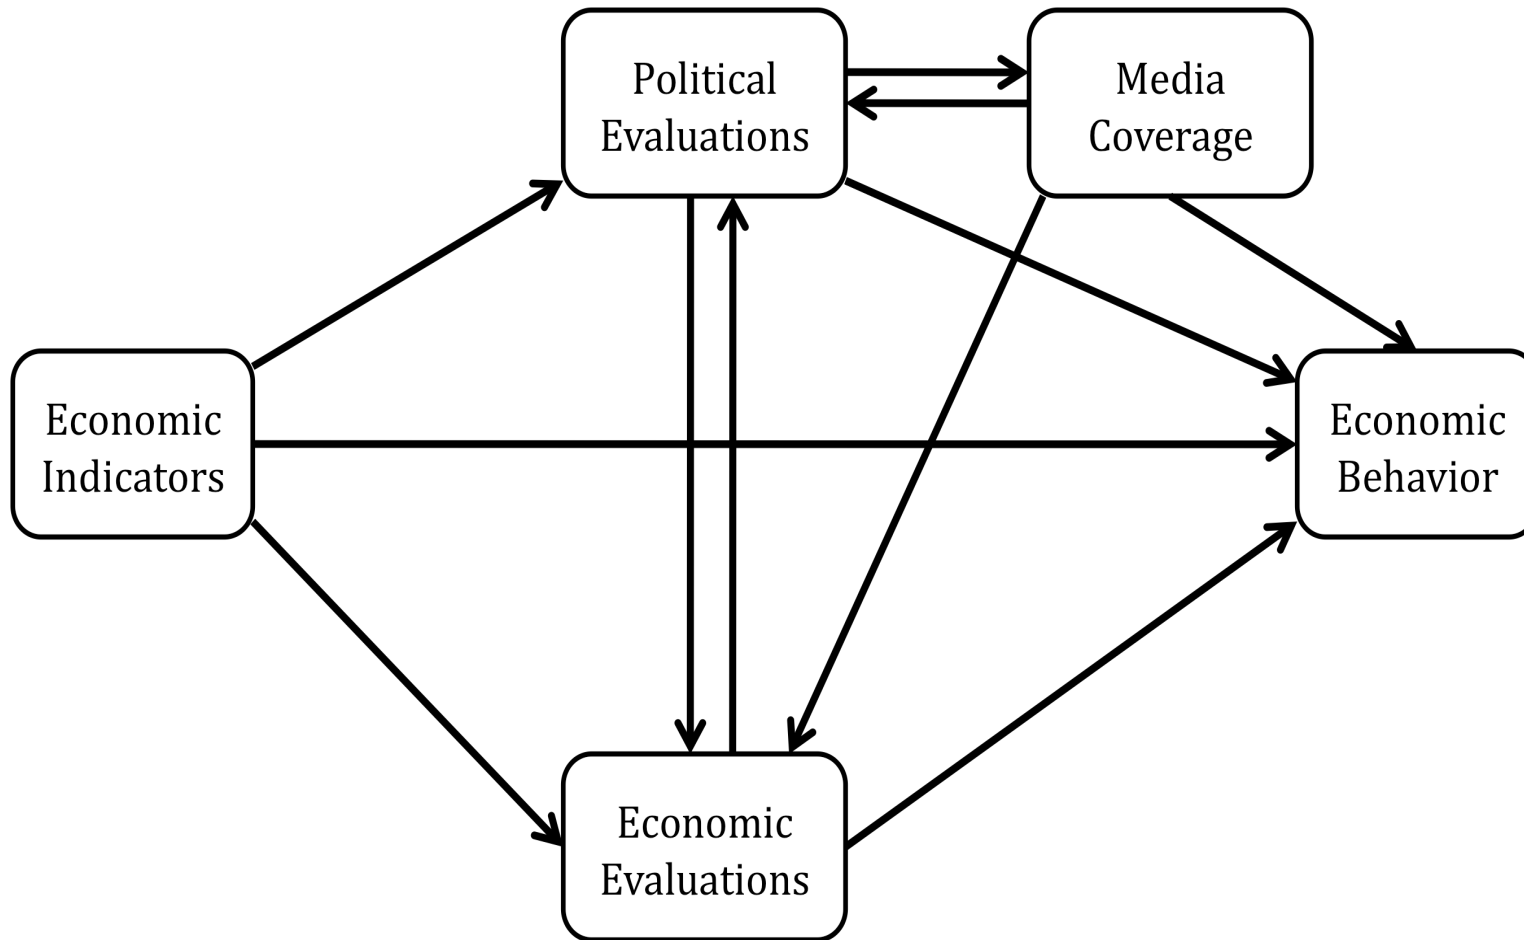 Political
Evaluations
Media
Coverage
Economic
Indicators
Economic
Behavior
Economic
Evaluations